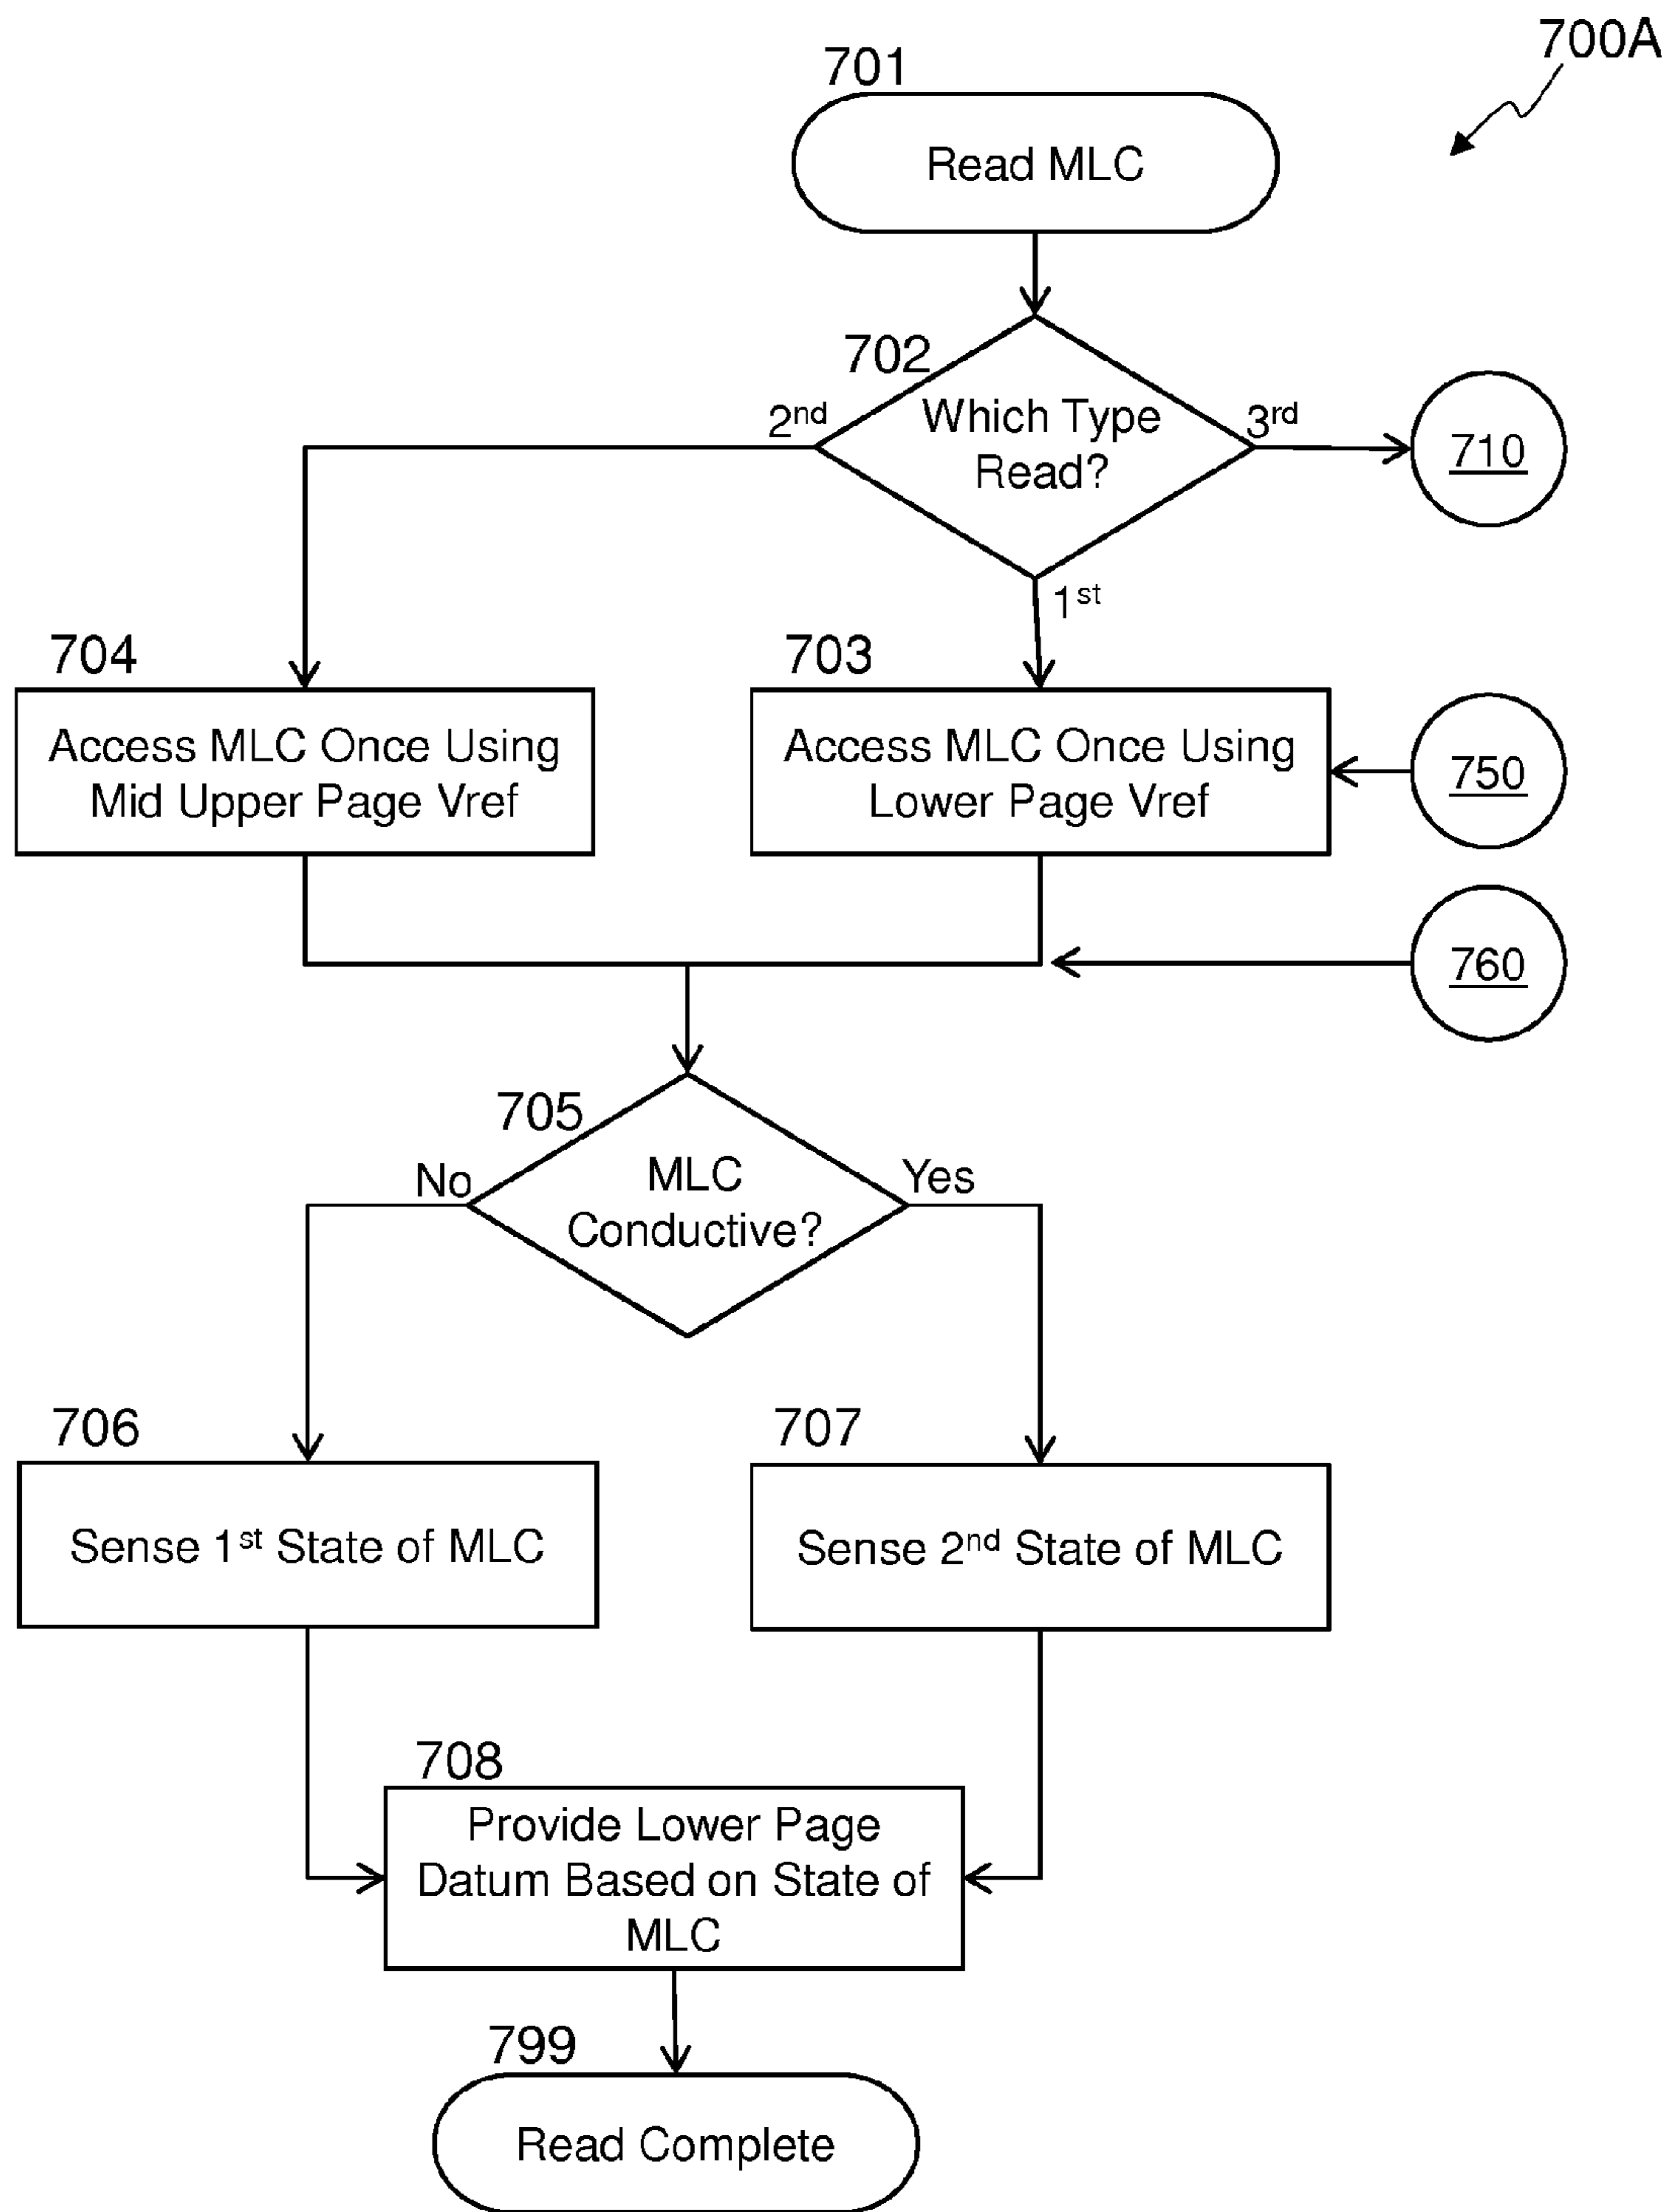 700A
701
Read MLC
702
Which Type
Read?
2nd
3rd
710
1st
704
703
Access MLC Once Using
Mid Upper Page Vref
Access MLC Once Using
Lower Page Vref
750
760
705
MLC
Conductive?
No
Yes
706
707
Sense 1st State of MLC
Sense 2nd State of MLC
708
Provide Lower Page
Datum Based on State of
MLC
799
Read Complete